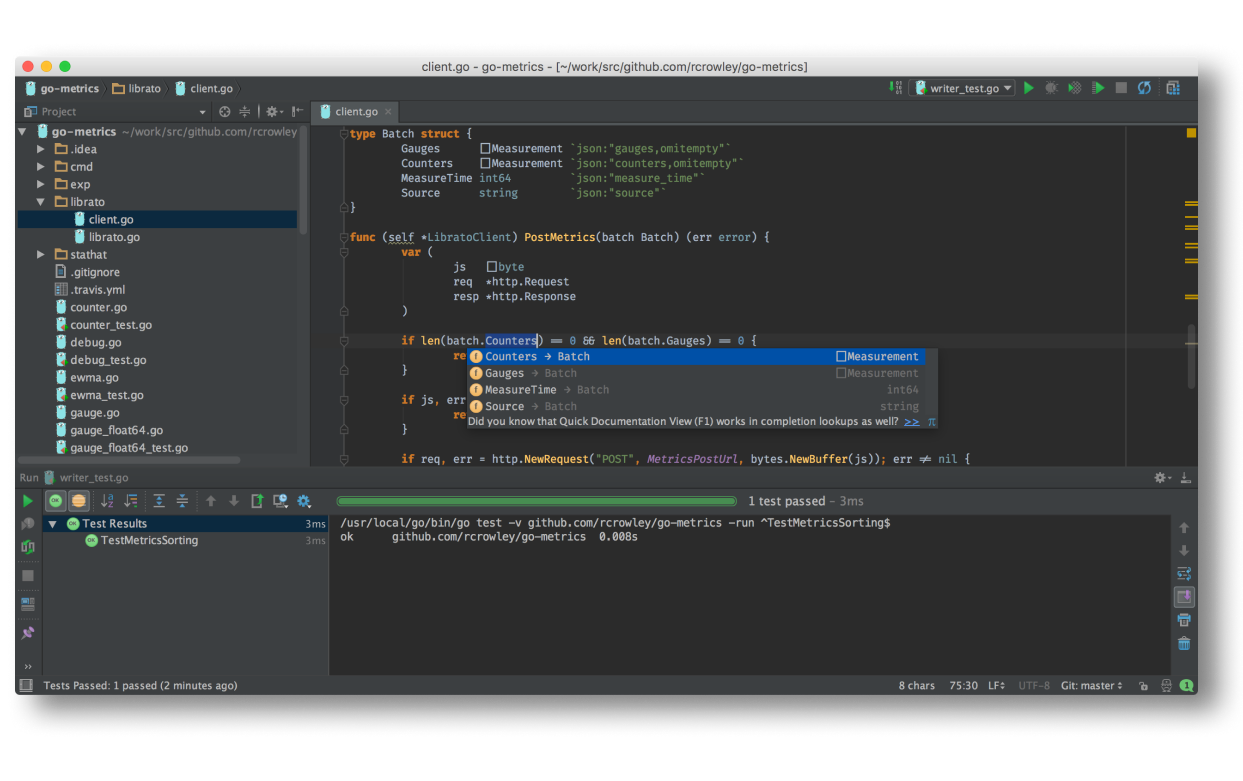 client.go - go-metrics - [~/work/src/github.com/rcrowley/go-metrics]
go-metrics librato client.go
writer_test.go
Project
client.go
go-metrics ~/work/src/github.com/rcrowley
.idea
cmd
exp
librato
client.go
librato.go
stathat
.gitignore
.travis.yml
counter.go
counter_test.go
debug.go
debug_test.go
ewma.go
ewma_test.go
gauge.go
gauge_float64.go
gauge_float64_test.go
type Batch struct {
Gauges []Measurement `json:"gauges,omitempty"`
Counters []Measurement `json:"counters,omitempty"`
MeasureTime int64 `json:"measure_time"`
Source string `json:"source"`
}
func (self *LibratoClient) PostMetrics(batch Batch) (err error) {
var (
js []byte
req *http.Request
resp *http.Response
)
if len(batch.Counters) == 0 && len(batch.Gauges) == 0 {
re
}
if js, err
re
}
if req, err = http.NewRequest("POST", MetricsPostUrl, bytes.NewBuffer(js)); err ≠ nil {
Counters → Batch []Measurement
Gauges → Batch []Measurement
MeasureTime → Batch int64
Source → Batch string
Did you know that Quick Documentation View (F1) works in completion lookups as well? >> π
Run writer_test.go
1 test passed – 3ms
Test Results 3ms
TestMetricsSorting 3ms
/usr/local/go/bin/go test -v github.com/rcrowley/go-metrics -run ^TestMetricsSorting$
ok github.com/rcrowley/go-metrics 0.008s
Tests Passed: 1 passed (2 minutes ago)
8 chars 75:30 LF UTF-8 Git: master 1